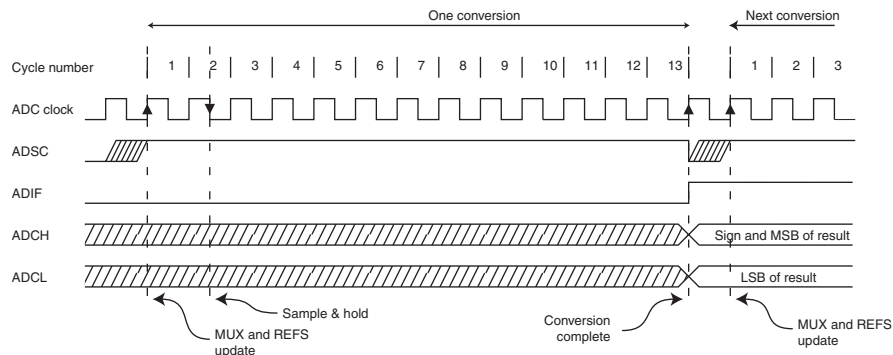 One conversion
Next conversion
Cycle number 1 2 3 4 5 6 7 8 9 10 11 12 13 1 2 3
ADC clock
ADSC
ADIF
ADCH Sign and MSB of result
ADCL LSB of result
Sample & hold
MUX and REFS
update
Conversion
complete
MUX and REFS
update